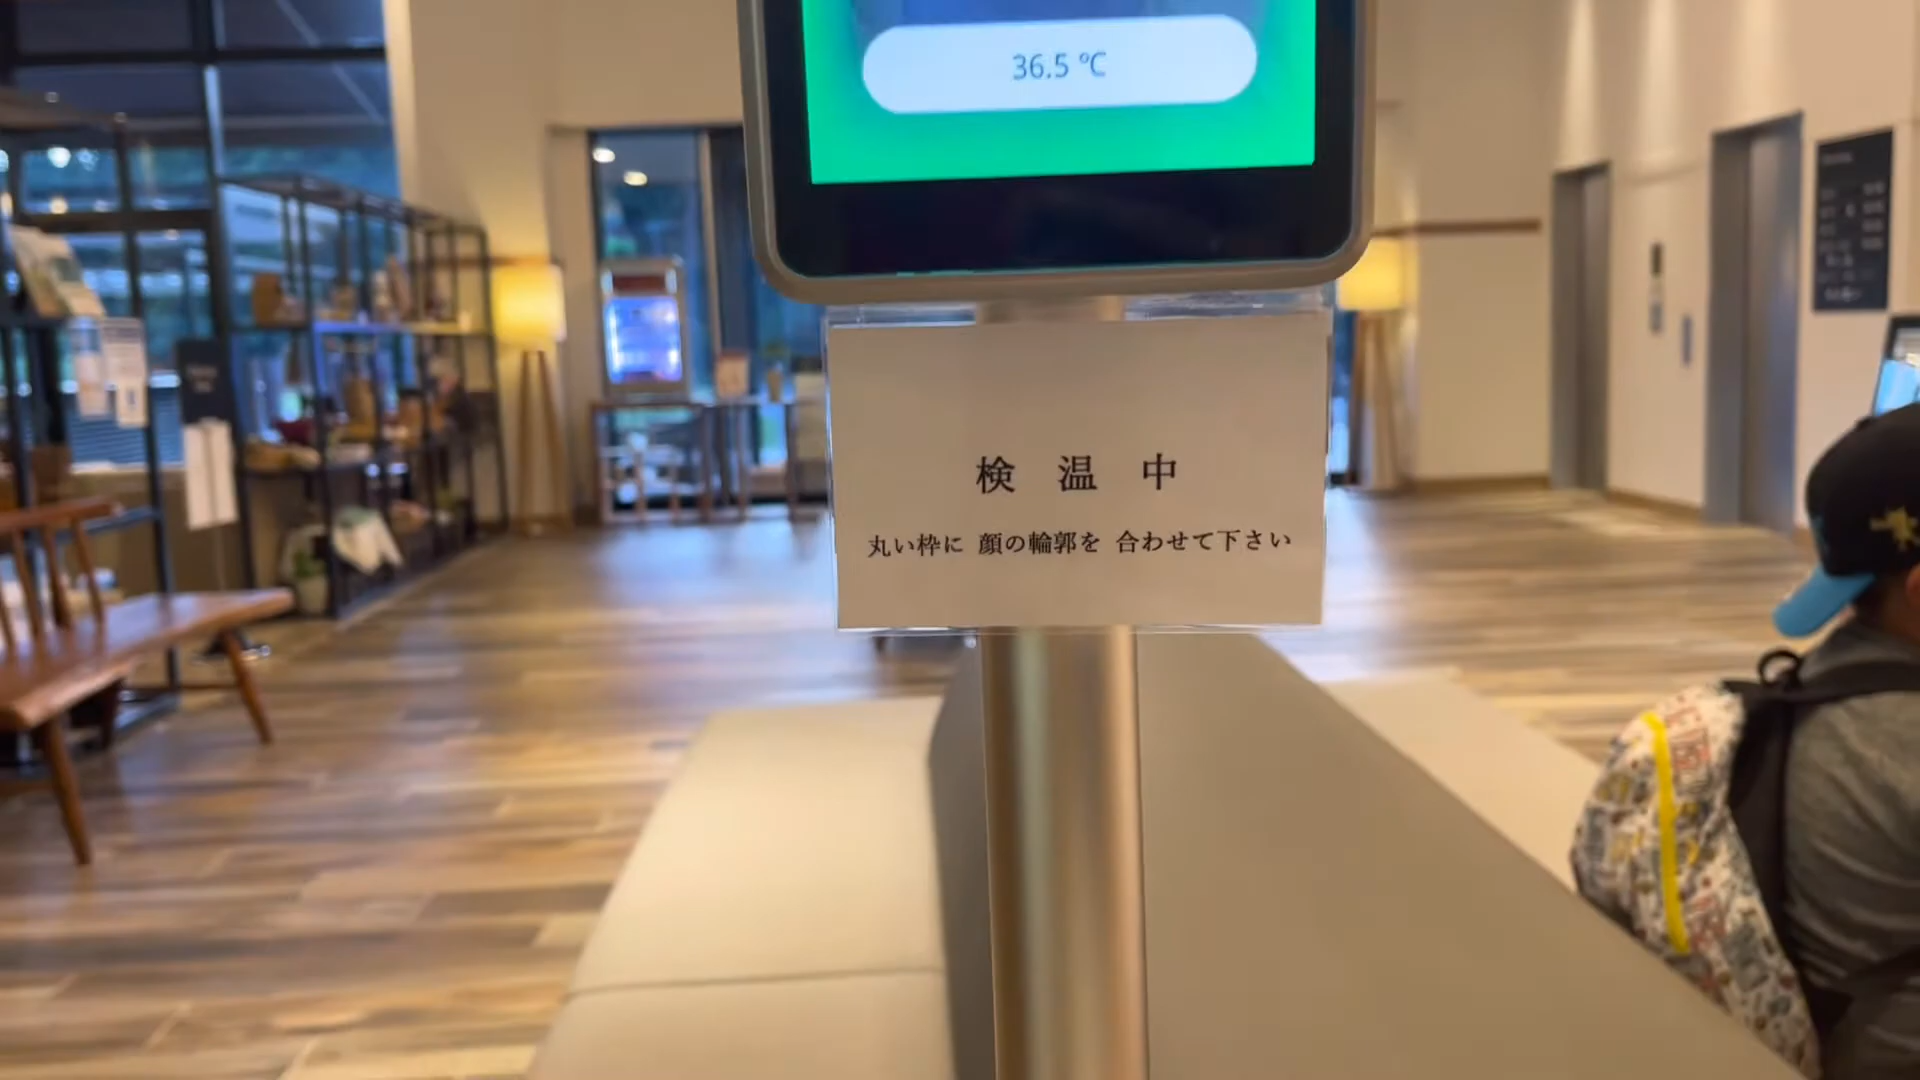 36.5 ℃
検 温 中
丸い枠に 顔の輪郭を 合わせて下さい